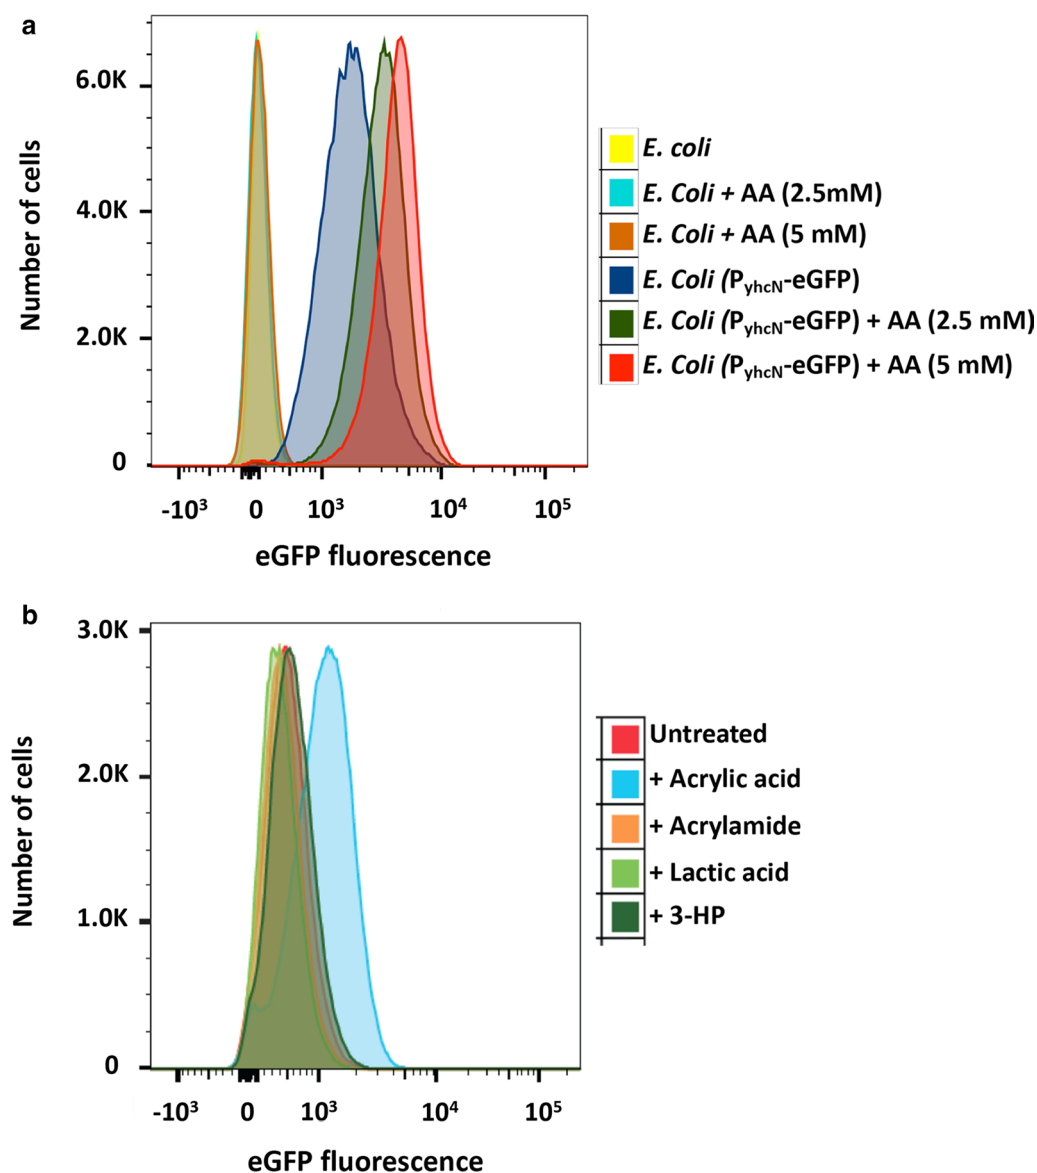 a
6.0K
4.0K
2.0K
0
Number of cells
-10³ 0 10³ 10⁴ 10⁵
eGFP fluorescence
E. coli
E. Coli + AA (2.5mM)
E. Coli + AA (5 mM)
E. Coli (PyhcN-eGFP)
E. Coli (PyhcN-eGFP) + AA (2.5 mM)
E. Coli (PyhcN-eGFP) + AA (5 mM)
b
3.0K
2.0K
1.0K
0
Number of cells
-10³ 0 10³ 10⁴ 10⁵
eGFP fluorescence
Untreated
+ Acrylic acid
+ Acrylamide
+ Lactic acid
+ 3-HP